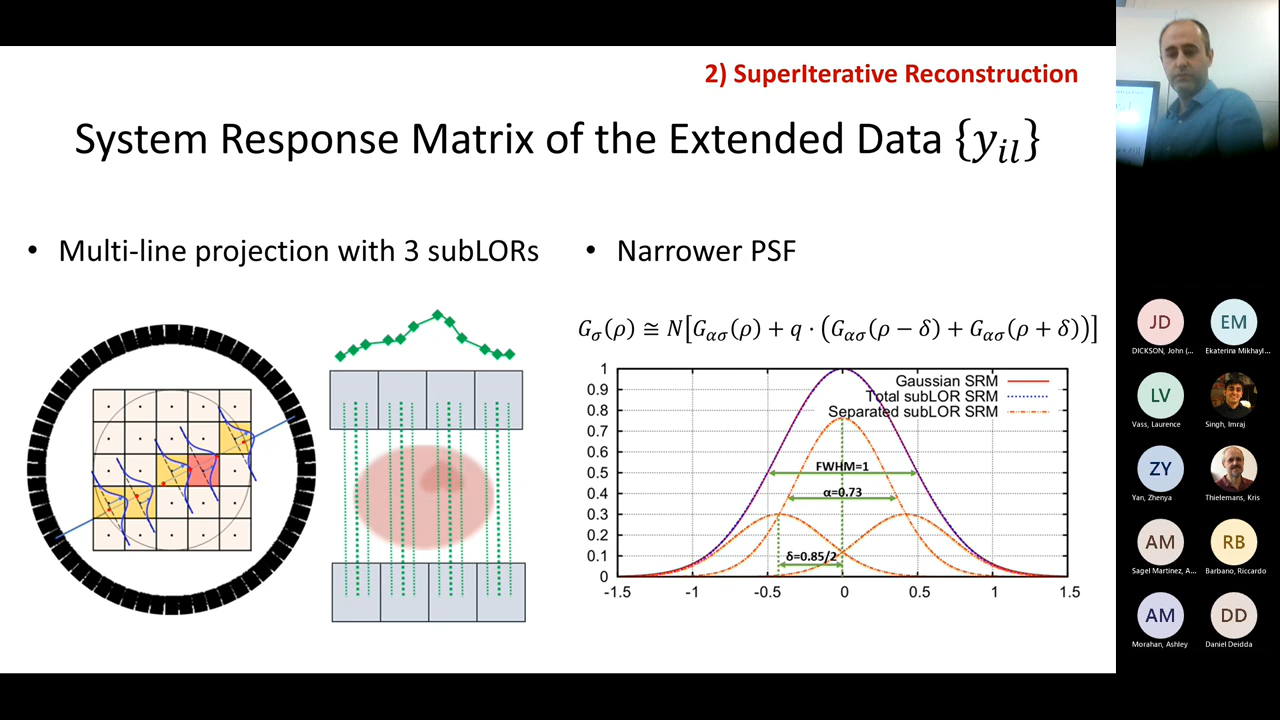 2) SuperIterative Reconstruction
System Response Matrix of the Extended Data {y_il}
• Multi-line projection with 3 subLORs
• Narrower PSF
G_σ(ρ) ≅ N[G_ασ(ρ) + q · (G_ασ(ρ − δ) + G_ασ(ρ + δ))]
1
0.9
0.8
0.7
0.6
0.5
0.4
0.3
0.2
0.1
0
Gaussian SRM
Total subLOR SRM
Separated subLOR SRM
FWHM=1
α=0.73
δ=0.85/2
-1.5 -1 -0.5 0 0.5 1 1.5
JD
DICKSON, John (...
EM
Ekaterina Mikhayl...
LV
Vass, Laurence
Singh, Imraj
ZY
Yan, Zhenya
Thielemans, Kris
AM
Sagel Martinez, A...
RB
Barbano, Riccardo
AM
Morahan, Ashley
DD
Daniel Deidda